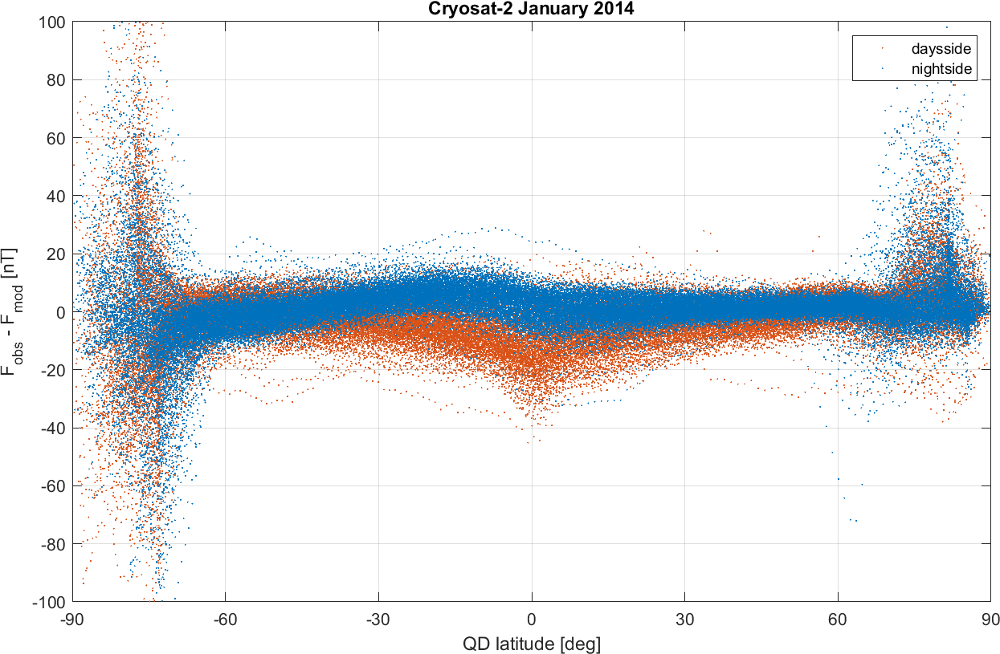 Cryosat-2 January 2014
daysside
nightside
100
80
60
40
20
0
-20
-40
-60
-80
-100
F_obs - F_mod [nT]
-90 -60 -30 0 30 60 90
QD latitude [deg]